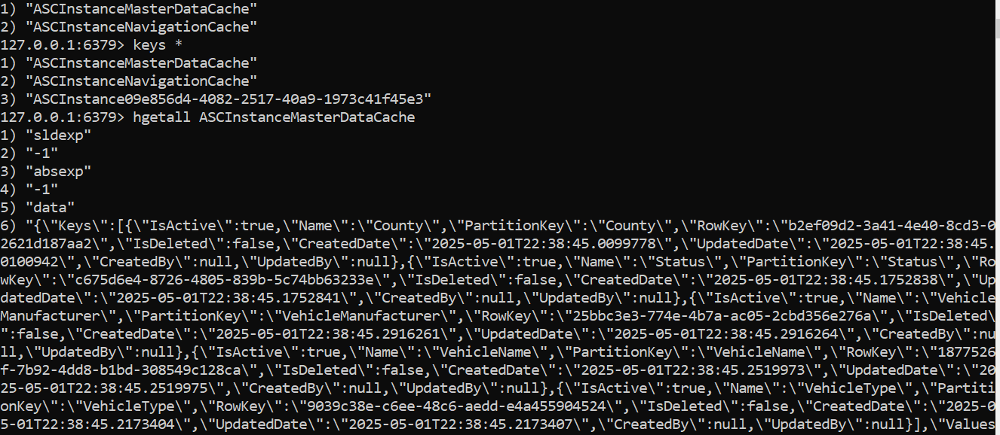 1) "ASCInstanceMasterDataCache"
2) "ASCInstanceNavigationCache"
127.0.0.1:6379> keys *
1) "ASCInstanceMasterDataCache"
2) "ASCInstanceNavigationCache"
3) "ASCInstance09e856d4-4082-2517-40a9-1973c41f45e3"
127.0.0.1:6379> hgetall ASCInstanceMasterDataCache
1) "sldexp"
2) "-1"
3) "absexp"
4) "-1"
5) "data"
6) "{\"Keys\":[{\"IsActive\":true,\"Name\":\"County\",\"PartitionKey\":\"County\",\"RowKey\":\"b2ef09d2-3a41-4e40-8cd3-0
2621d187aa2\",\"IsDeleted\":false,\"CreatedDate\":\"2025-05-01T22:38:45.0099778\",\"UpdatedDate\":\"2025-05-01T22:38:45.
0100942\",\"CreatedBy\":null,\"UpdatedBy\":null},{\"IsActive\":true,\"Name\":\"Status\",\"PartitionKey\":\"Status\",\"Ro
wKey\":\"c675d6e4-8726-4805-839b-5c74bb63233e\",\"IsDeleted\":false,\"CreatedDate\":\"2025-05-01T22:38:45.1752838\",\"Up
datedDate\":\"2025-05-01T22:38:45.1752841\",\"CreatedBy\":null,\"UpdatedBy\":null},{\"IsActive\":true,\"Name\":\"Vehicle
Manufacturer\",\"PartitionKey\":\"VehicleManufacturer\",\"RowKey\":\"25bbc3e3-774e-4b7a-ac05-2cbd356e276a\",\"IsDeleted\
":false,\"CreatedDate\":\"2025-05-01T22:38:45.2916261\",\"UpdatedDate\":\"2025-05-01T22:38:45.2916264\",\"CreatedBy\":nu
ll,\"UpdatedBy\":null},{\"IsActive\":true,\"Name\":\"VehicleName\",\"PartitionKey\":\"VehicleName\",\"RowKey\":\"1877526
f-7b92-4dd8-b1bd-308549c128ca\",\"IsDeleted\":false,\"CreatedDate\":\"2025-05-01T22:38:45.2519973\",\"UpdatedDate\":\"20
25-05-01T22:38:45.2519975\",\"CreatedBy\":null,\"UpdatedBy\":null},{\"IsActive\":true,\"Name\":\"VehicleType\",\"Partiti
onKey\":\"VehicleType\",\"RowKey\":\"9039c38e-c6ee-48c6-aedd-e4a455904524\",\"IsDeleted\":false,\"CreatedDate\":\"2025-0
5-01T22:38:45.2173404\",\"UpdatedDate\":\"2025-05-01T22:38:45.2173407\",\"CreatedBy\":null,\"UpdatedBy\":null}],\"Values